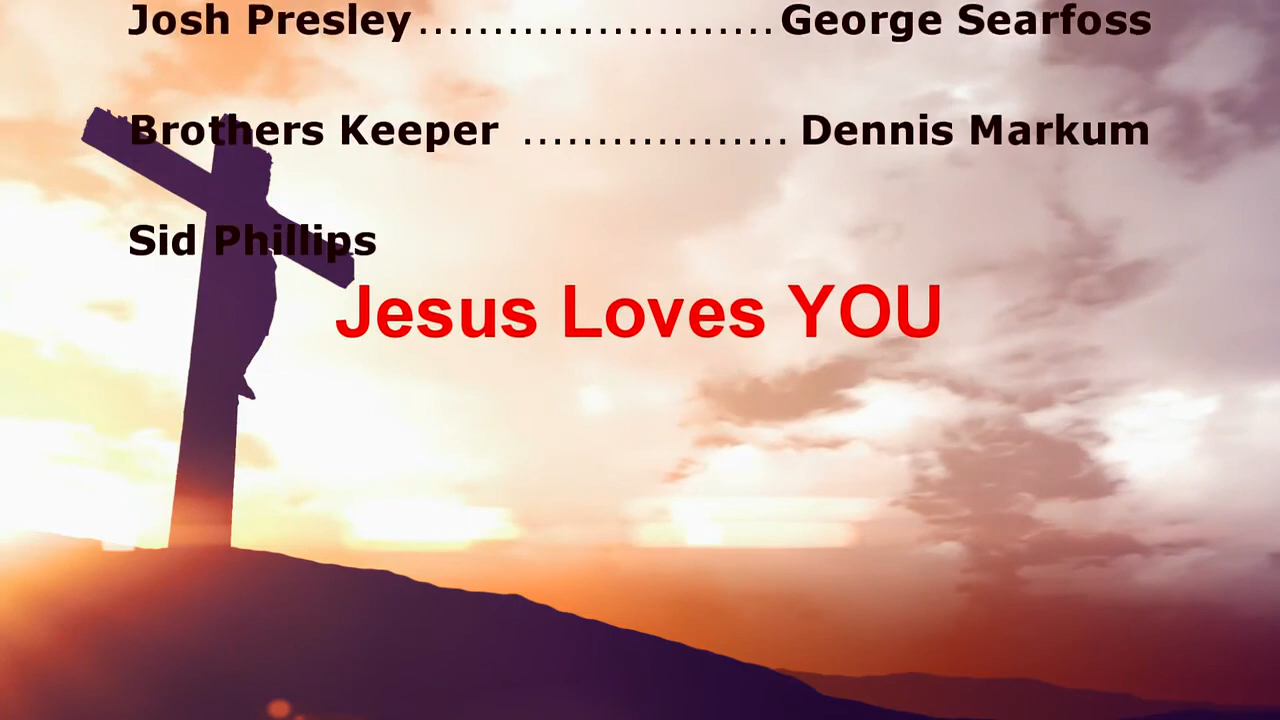 Josh Presley........................George Searfoss
Brothers Keeper ..................Dennis Markum
Sid Phillips
Jesus Loves YOU